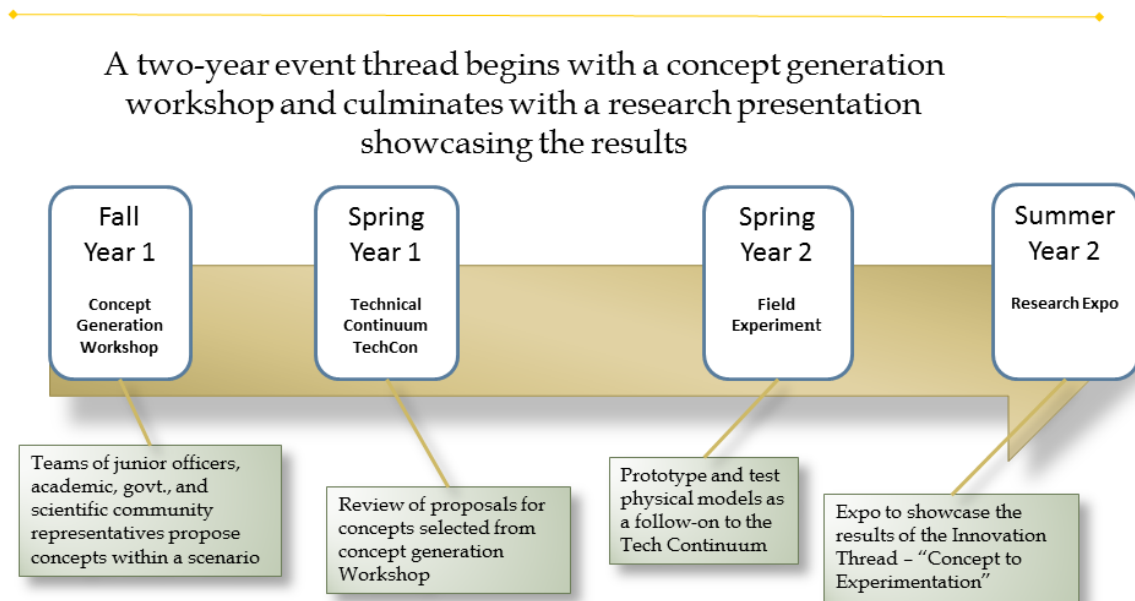 A two-year event thread begins with a concept generation
workshop and culminates with a research presentation
showcasing the results
Fall
Year 1
Concept
Generation
Workshop
Spring
Year 1
Technical
Continuum
TechCon
Spring
Year 2
Field
Experiment
Summer
Year 2
Research Expo
Teams of junior officers,
academic, govt., and
scientific community
representatives propose
concepts within a scenario
Review of proposals for
concepts selected from
concept generation
Workshop
Prototype and test
physical models as
a follow-on to the
Tech Continuum
Expo to showcase the
results of the Innovation
Thread – “Concept to
Experimentation”